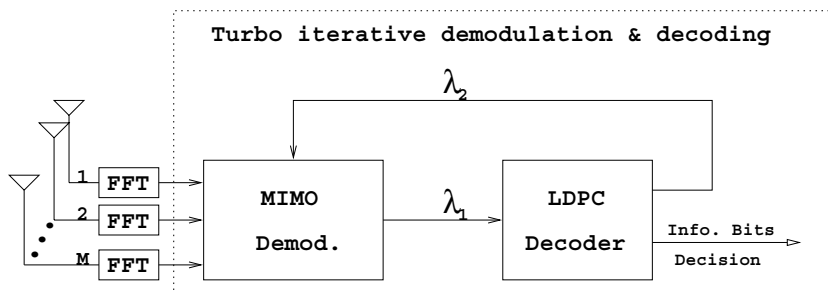 Turbo iterative demodulation & decoding
λ2
1 FFT
2 FFT
M FFT
MIMO
Demod.
λ1
LDPC
Decoder
Info. Bits
Decision